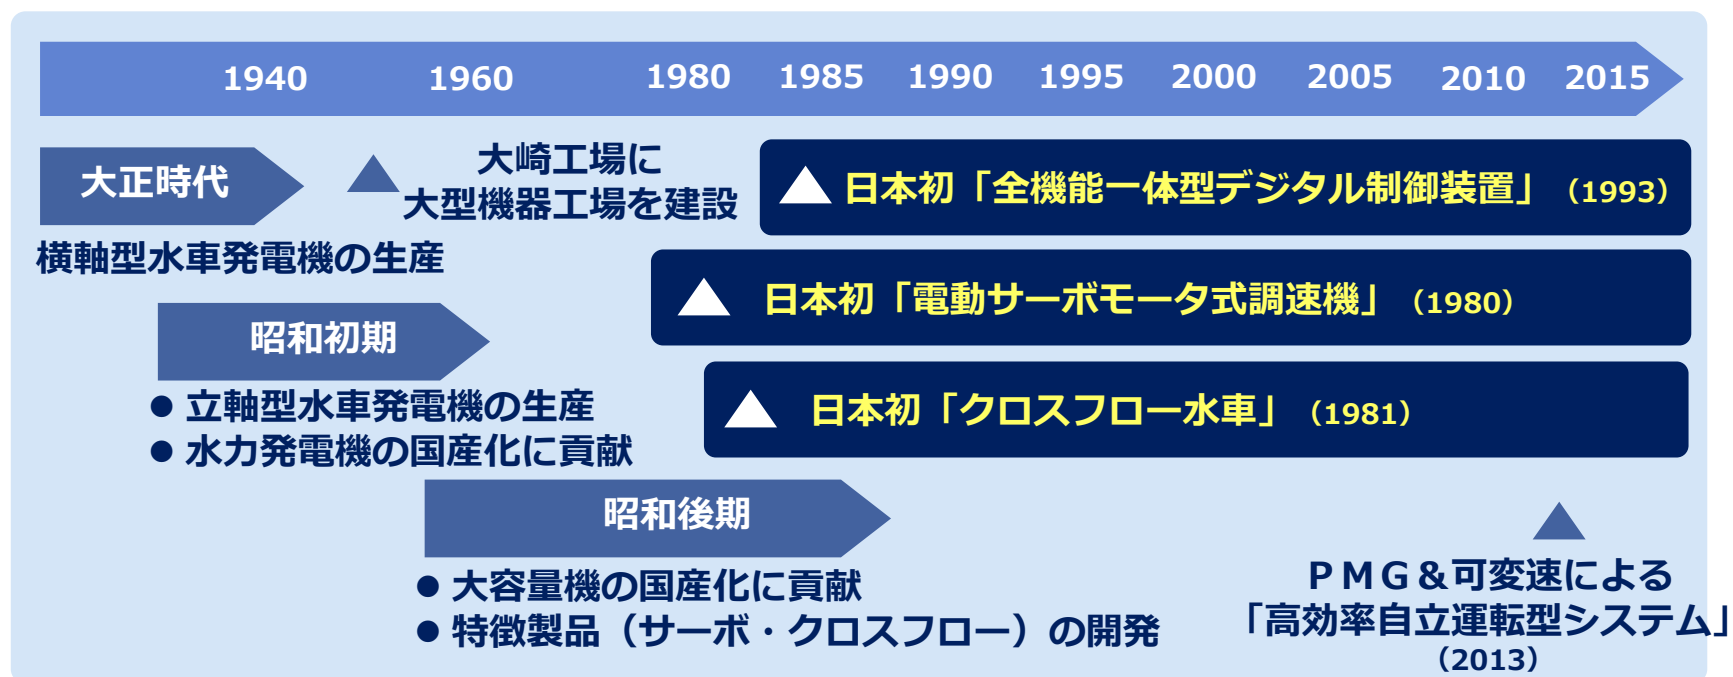 1940 1960 1980 1985 1990 1995 2000 2005 2010 2015
大正時代
横軸型水車発電機の生産
大崎工場に
大型機器工場を建設
日本初「全機能一体型デジタル制御装置」（1993）
日本初「電動サーボモータ式調速機」（1980）
日本初「クロスフロー水車」（1981）
昭和初期
● 立軸型水車発電機の生産
● 水力発電機の国産化に貢献
昭和後期
● 大容量機の国産化に貢献
● 特徴製品（サーボ・クロスフロー）の開発
ＰＭＧ＆可変速による
「高効率自立運転型システム」
（2013）